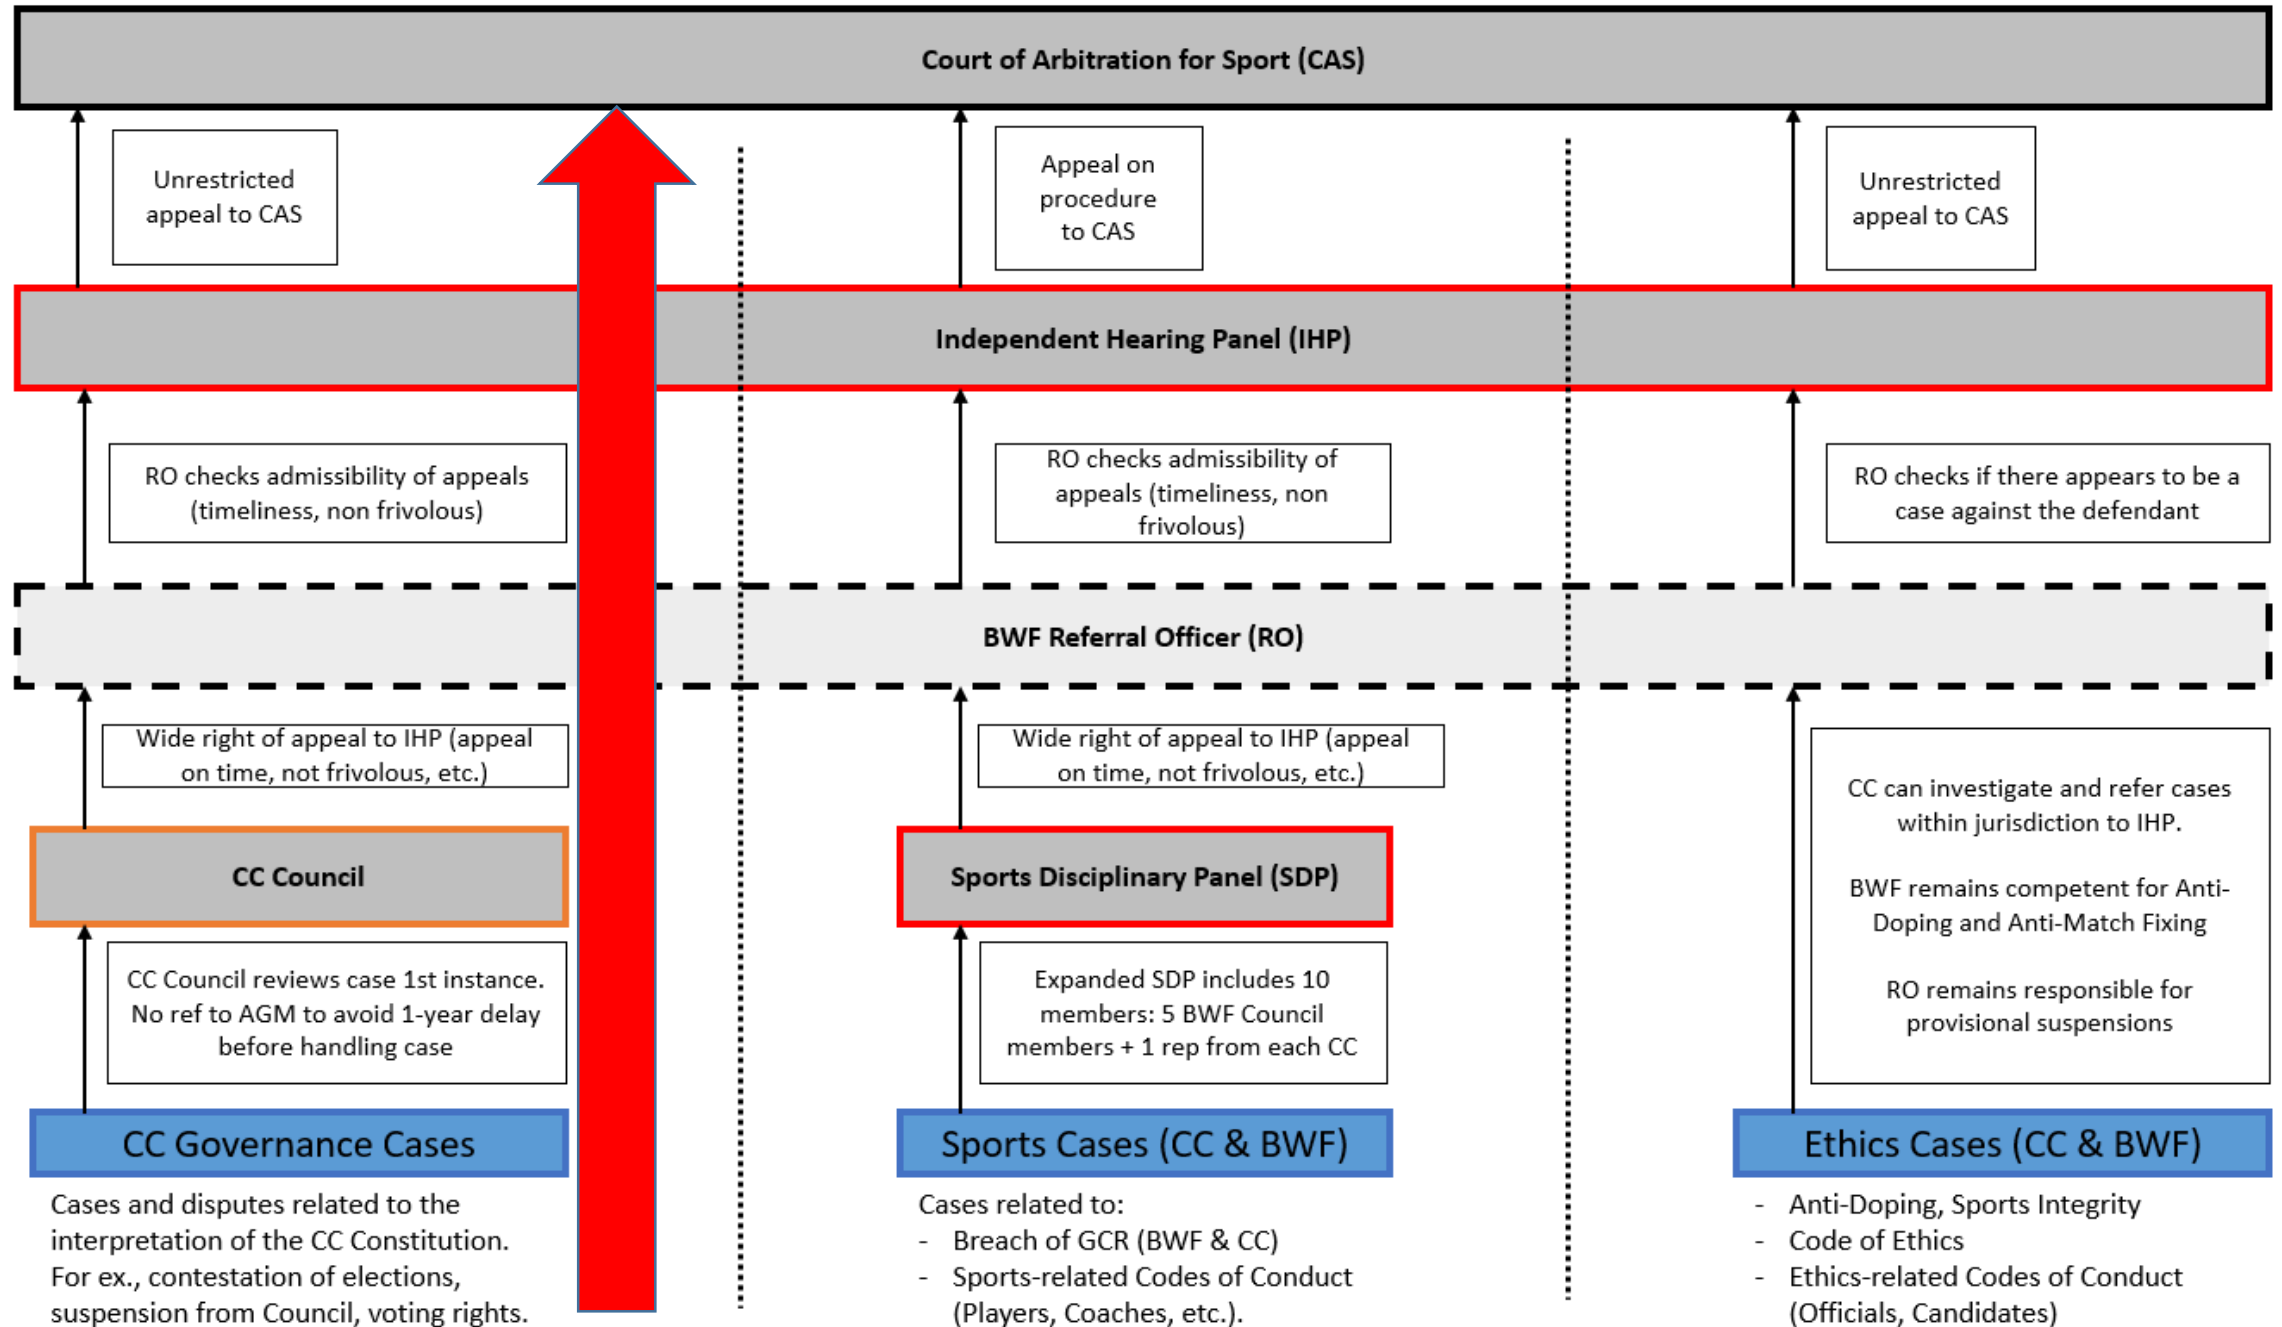 Court of Arbitration for Sport (CAS)
Unrestricted
appeal to CAS
Appeal on
procedure
to CAS
Unrestricted
appeal to CAS
Independent Hearing Panel (IHP)
RO checks admissibility of appeals
(timeliness, non frivolous)
RO checks admissibility of
appeals (timeliness, non
frivolous)
RO checks if there appears to be a
case against the defendant
BWF Referral Officer (RO)
Wide right of appeal to IHP (appeal
on time, not frivolous, etc.)
Wide right of appeal to IHP (appeal
on time, not frivolous, etc.)
CC can investigate and refer cases
within jurisdiction to IHP.
BWF remains competent for Anti-
Doping and Anti-Match Fixing
RO remains responsible for
provisional suspensions
CC Council
Sports Disciplinary Panel (SDP)
CC Council reviews case 1st instance.
No ref to AGM to avoid 1-year delay
before handling case
Expanded SDP includes 10
members: 5 BWF Council
members + 1 rep from each CC
CC Governance Cases
Sports Cases (CC & BWF)
Ethics Cases (CC & BWF)
Cases and disputes related to the
interpretation of the CC Constitution.
For ex., contestation of elections,
suspension from Council, voting rights.
Cases related to:
- Breach of GCR (BWF & CC)
- Sports-related Codes of Conduct
(Players, Coaches, etc.).
- Anti-Doping, Sports Integrity
- Code of Ethics
- Ethics-related Codes of Conduct
(Officials, Candidates)